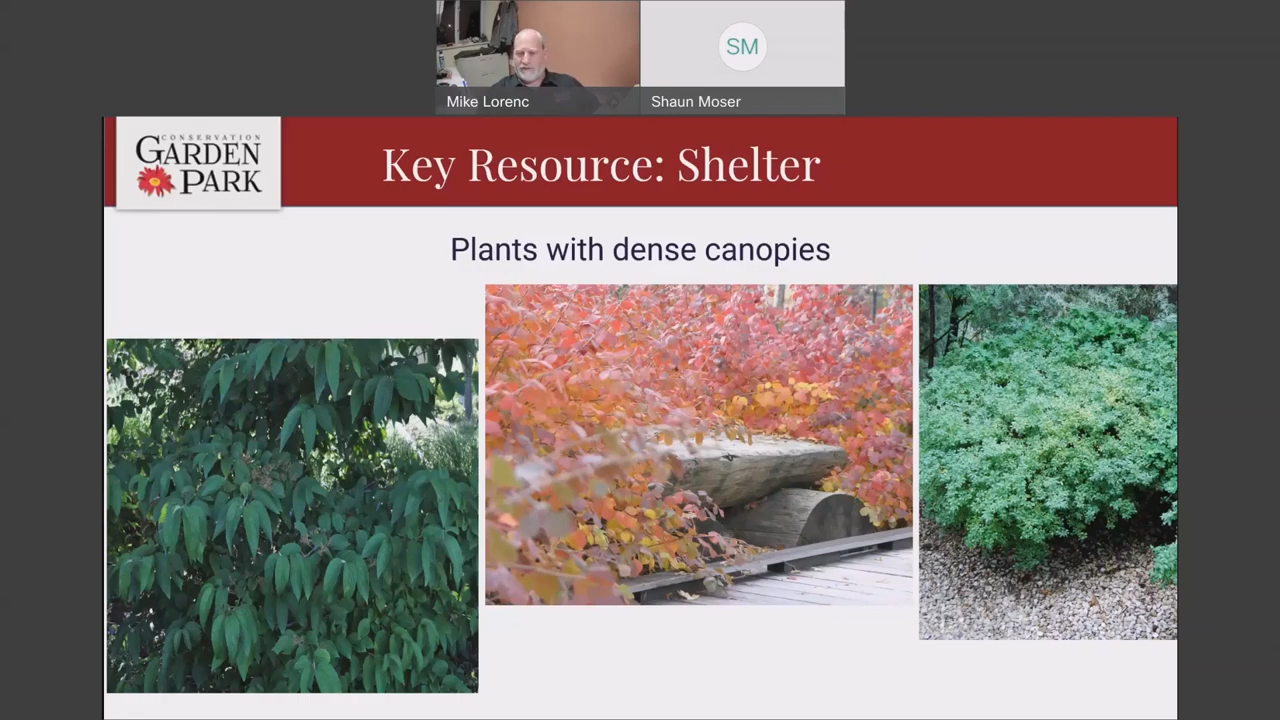 SM
Mike Lorenc
Shaun Moser
CONSERVATION
GARDEN
PARK
Key Resource: Shelter
Plants with dense canopies